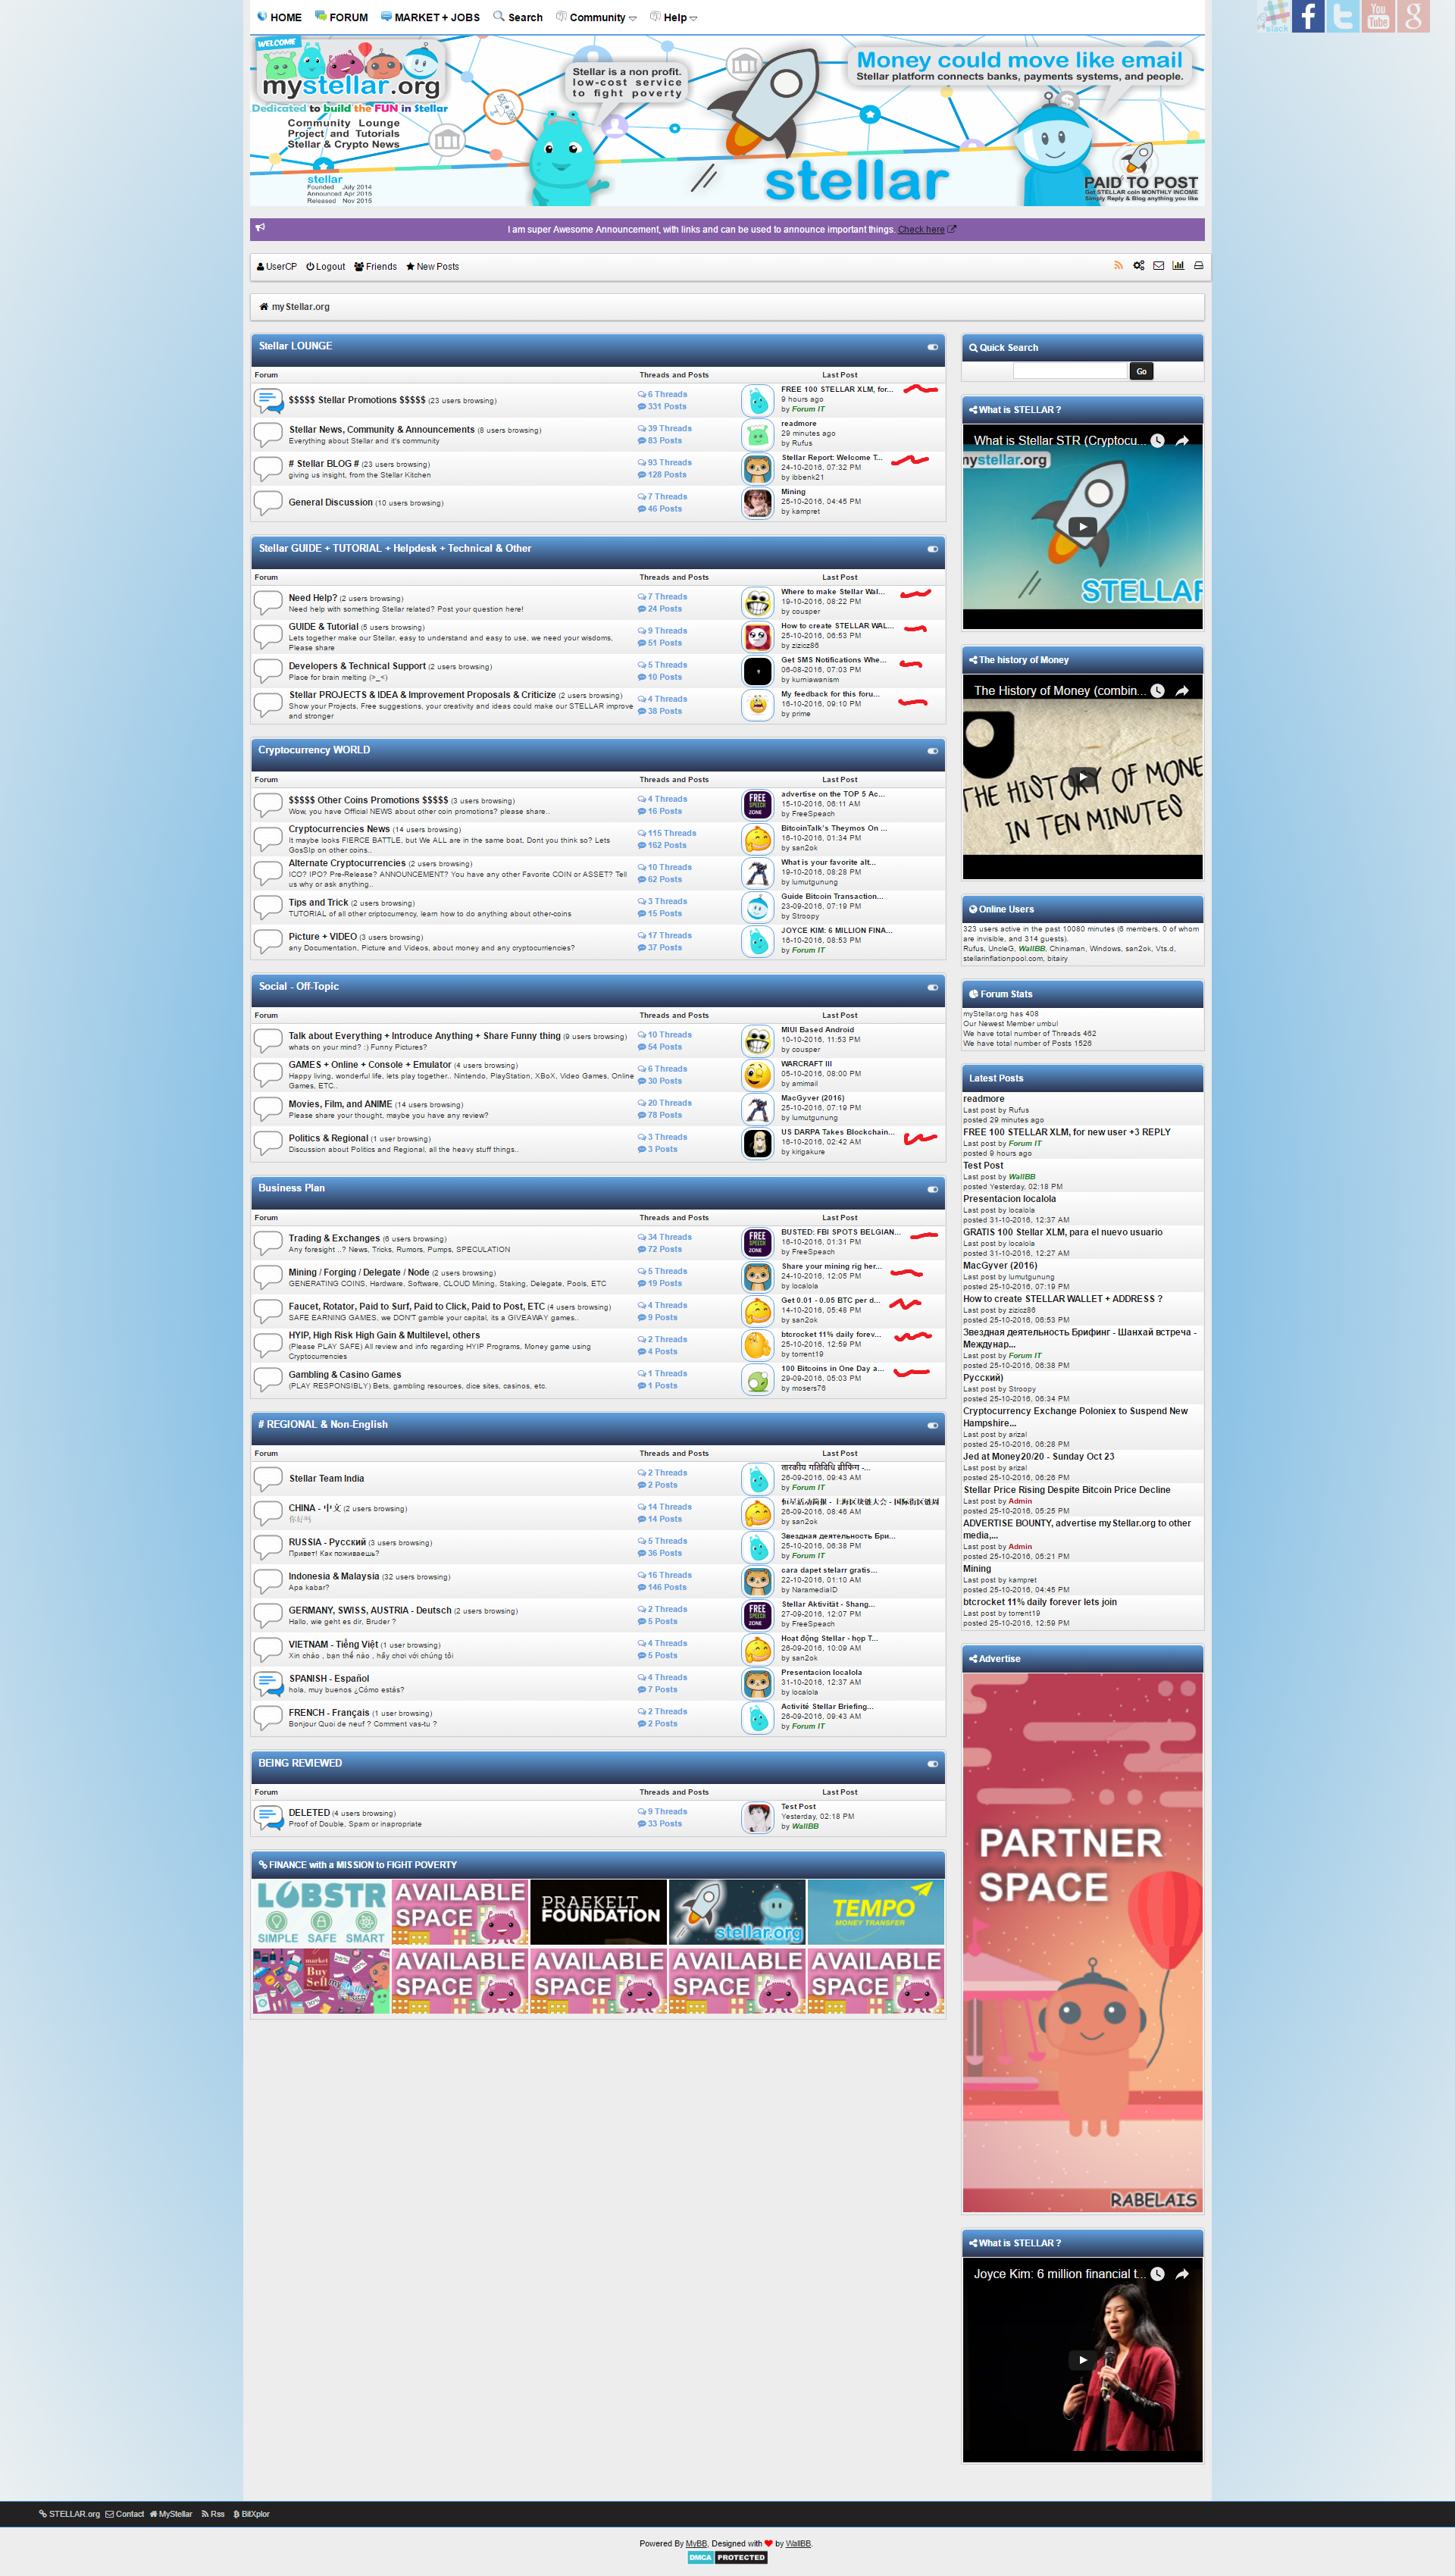 HOME FORUM MARKET + JOBS Search Community Help
slack
WELCOME
mystellar.org
Dedicated to build the FUN in Stellar
Community Lounge
Project and Tutorials
Stellar & Crypto News
stellar
Founded July 2014
Announced Apr 2015
Released Nov 2015
Stellar is a non profit.
low-cost service
to fight poverty
Money could move like email
Stellar platform connects banks, payments systems, and people.
stellar
PAID TO POST
Get STELLAR coin MONTHLY INCOME
Simply Reply & Blog anything you like
I am super Awesome Announcement, with links and can be used to announce important things. Check here
UserCP Logout Friends New Posts
myStellar.org
Stellar LOUNGE
Forum Threads and Posts Last Post
$$$$$ Stellar Promotions $$$$$ (23 users browsing)
6 Threads
331 Posts
FREE 100 STELLAR XLM, for...
9 hours ago
by Forum IT
Stellar News, Community & Announcements (8 users browsing)
Everything about Stellar and it's community
39 Threads
83 Posts
readmore
29 minutes ago
by Rufus
# Stellar BLOG # (23 users browsing)
giving us insight, from the Stellar Kitchen
93 Threads
128 Posts
Stellar Report: Welcome T...
24-10-2016, 07:32 PM
by ibbenk21
General Discussion (10 users browsing)
7 Threads
46 Posts
Mining
25-10-2016, 04:45 PM
by kampret
Stellar GUIDE + TUTORIAL + Helpdesk + Technical & Other
Forum Threads and Posts Last Post
Need Help? (2 users browsing)
Need help with something Stellar related? Post your question here!
7 Threads
24 Posts
Where to make Stellar Wal...
19-10-2016, 08:22 PM
by cousper
GUIDE & Tutorial (5 users browsing)
Lets together make our Stellar, easy to understand and easy to use, we need your wisdoms,
Please share
9 Threads
51 Posts
How to create STELLAR WAL...
25-10-2016, 06:53 PM
by zizicz86
Developers & Technical Support (2 users browsing)
Place for brain melting (>_<)
5 Threads
10 Posts
Get SMS Notifications Whe...
06-08-2016, 07:03 PM
by kurniawanism
Stellar PROJECTS & IDEA & Improvement Proposals & Criticize (2 users browsing)
Show your Projects, Free suggestions, your creativity and ideas could make our STELLAR improve
and stronger
4 Threads
38 Posts
My feedback for this foru...
16-10-2016, 09:10 PM
by prime
Cryptocurrency WORLD
Forum Threads and Posts Last Post
$$$$$ Other Coins Promotions $$$$$ (3 users browsing)
Wow, you have Official NEWS about other coin promotions? please share..
4 Threads
16 Posts
FREE SPEECH ZONE
advertise on the TOP 5 Ac...
15-10-2016, 06:11 AM
by FreeSpeach
Cryptocurrencies News (14 users browsing)
It maybe looks FIERCE BATTLE, but We ALL are in the same boat, Dont you think so? Lets
GosSIp on other coins..
115 Threads
162 Posts
BitcoinTalk's Theymos On ...
16-10-2016, 01:34 PM
by san2ok
Alternate Cryptocurrencies (2 users browsing)
ICO? IPO? Pre-Release? ANNOUNCEMENT? You have any other Favorite COIN or ASSET? Tell
us why or ask anything..
10 Threads
62 Posts
What is your favorite alt...
19-10-2016, 08:28 PM
by lumutgunung
Tips and Trick (2 users browsing)
TUTORIAL of all other criptocurrency, learn how to do anything about other-coins
3 Threads
15 Posts
Guide Bitcoin Transaction...
23-09-2016, 07:19 PM
by Stroopy
Picture + VIDEO (3 users browsing)
any Documentation, Picture and Videos, about money and any cryptocurriencies?
17 Threads
37 Posts
JOYCE KIM: 6 MILLION FINA...
16-10-2016, 08:53 PM
by Forum IT
Social - Off-Topic
Forum Threads and Posts Last Post
Talk about Everything + Introduce Anything + Share Funny thing (9 users browsing)
whats on your mind? :) Funny Pictures?
10 Threads
54 Posts
MIUI Based Android
10-10-2016, 11:53 PM
by cousper
GAMES + Online + Console + Emulator (4 users browsing)
Happy living, wonderful life, lets play together.. Nintendo, PlayStation, XBoX, Video Games, Online
Games, ETC..
6 Threads
30 Posts
WARCRAFT III
05-10-2016, 08:00 PM
by amimail
Movies, Film, and ANIME (14 users browsing)
Please share your thought, maybe you have any review?
20 Threads
78 Posts
MacGyver (2016)
25-10-2016, 07:19 PM
by lumutgunung
Politics & Regional (1 user browsing)
Discussion about Politics and Regional, all the heavy stuff things..
3 Threads
3 Posts
US DARPA Takes Blockchain...
16-10-2016, 02:42 AM
by kirigakure
Business Plan
Forum Threads and Posts Last Post
Trading & Exchanges (6 users browsing)
Any foresight ..? News, Tricks, Rumors, Pumps, SPECULATION
34 Threads
72 Posts
FREE SPEECH ZONE
BUSTED: FBI SPOTS BELGIAN...
16-10-2016, 01:31 PM
by FreeSpeach
Mining / Forging / Delegate / Node (2 users browsing)
GENERATING COINS, Hardware, Software, CLOUD Mining, Staking, Delegate, Pools, ETC
5 Threads
19 Posts
Share your mining rig her...
24-10-2016, 12:05 PM
by localola
Faucet, Rotator, Paid to Surf, Paid to Click, Paid to Post, ETC (4 users browsing)
SAFE EARNING GAMES, we DON'T gamble your capital, its a GIVEAWAY games..
4 Threads
9 Posts
Get 0.01 - 0.05 BTC per d...
14-10-2016, 05:48 PM
by san2ok
HYIP, High Risk High Gain & Multilevel, others
(Please PLAY SAFE) All review and info regarding HYIP Programs, Money game using
Cryptocurrencies
2 Threads
4 Posts
btcrocket 11% daily forev...
25-10-2016, 12:59 PM
by torrent19
Gambling & Casino Games
(PLAY RESPONSIBLY) Bets, gambling resources, dice sites, casinos, etc.
1 Threads
1 Posts
100 Bitcoins in One Day a...
29-09-2016, 05:03 PM
by mosers76
# REGIONAL & Non-English
Forum Threads and Posts Last Post
Stellar Team India
2 Threads
2 Posts
तारकीय गतिविधि ब्रीफिंग -...
26-09-2016, 09:43 AM
by Forum IT
CHINA - 中文 (2 users browsing)
你好吗
14 Threads
14 Posts
恒星活动简报 - 上海区块链大会 - 国际街区链周
26-09-2016, 08:46 AM
by san2ok
RUSSIA - Русский (3 users browsing)
Привет! Как поживаешь?
5 Threads
36 Posts
Звездная деятельность Бри...
25-10-2016, 06:38 PM
by Forum IT
Indonesia & Malaysia (32 users browsing)
Apa kabar?
16 Threads
146 Posts
cara dapet stelarr gratis...
22-10-2016, 01:10 AM
by NaramediaID
GERMANY, SWISS, AUSTRIA - Deutsch (2 users browsing)
Hallo, wie geht es dir, Bruder ?
2 Threads
5 Posts
FREE SPEECH ZONE
Stellar Aktivität - Shang...
27-09-2016, 12:07 PM
by FreeSpeach
VIETNAM - Tiếng Việt (1 user browsing)
Xin chào , bạn thế nào , hãy chơi với chúng tôi
4 Threads
5 Posts
Hoạt động Stellar - họp T...
26-09-2016, 10:09 AM
by san2ok
SPANISH - Español
hola, muy buenos ¿Cómo estás?
4 Threads
7 Posts
Presentacion localola
31-10-2016, 12:37 AM
by localola
FRENCH - Français (1 user browsing)
Bonjour Quoi de neuf ? Comment vas-tu ?
2 Threads
2 Posts
Activité Stellar Briefing...
26-09-2016, 09:43 AM
by Forum IT
BEING REVIEWED
Forum Threads and Posts Last Post
DELETED (4 users browsing)
Proof of Double, Spam or inapropriate
9 Threads
33 Posts
Test Post
Yesterday, 02:18 PM
by WallBB
FINANCE with a MISSION to FIGHT POVERTY
LOBSTR
SIMPLE SAFE SMART
AVAILABLE SPACE
PRAEKELT FOUNDATION
stellar.org
TEMPO
MONEY TRANSFER
market
Buy
Sell
AVAILABLE SPACE
AVAILABLE SPACE
AVAILABLE SPACE
AVAILABLE SPACE
Quick Search
Go
What is STELLAR ?
What is Stellar STR (Cryptocu...
mystellar.org
STELLAR
The history of Money
The History of Money (combin...
THE HISTORY OF MONE
IN TEN MINUTES
Online Users
323 users active in the past 10080 minutes (6 members, 0 of whom
are invisible, and 314 guests).
Rufus, UncleG, WallBB, Chinaman, Windows, san2ok, Vts.d,
stellarinflationpool.com, bitairy
Forum Stats
myStellar.org has 408
Our Newest Member umbul
We have total number of Threads 462
We have total number of Posts 1526
Latest Posts
readmore
Last post by Rufus
posted 29 minutes ago
FREE 100 STELLAR XLM, for new user +3 REPLY
Last post by Forum IT
posted 9 hours ago
Test Post
Last post by WallBB
posted Yesterday, 02:18 PM
Presentacion localola
Last post by localola
posted 31-10-2016, 12:37 AM
GRATIS 100 Stellar XLM, para el nuevo usuario
Last post by localola
posted 31-10-2016, 12:27 AM
MacGyver (2016)
Last post by lumutgunung
posted 25-10-2016, 07:19 PM
How to create STELLAR WALLET + ADDRESS ?
Last post by zizicz86
posted 25-10-2016, 06:53 PM
Звездная деятельность Брифинг - Шанхай встреча -
Междунар...
Last post by Forum IT
posted 25-10-2016, 06:38 PM
Русский)
Last post by Stroopy
posted 25-10-2016, 06:34 PM
Cryptocurrency Exchange Poloniex to Suspend New
Hampshire...
Last post by arizal
posted 25-10-2016, 06:28 PM
Jed at Money20/20 - Sunday Oct 23
Last post by arizal
posted 25-10-2016, 06:26 PM
Stellar Price Rising Despite Bitcoin Price Decline
Last post by Admin
posted 25-10-2016, 05:25 PM
ADVERTISE BOUNTY, advertise myStellar.org to other
media,...
Last post by Admin
posted 25-10-2016, 05:21 PM
Mining
Last post by kampret
posted 25-10-2016, 04:45 PM
btcrocket 11% daily forever lets join
Last post by torrent19
posted 25-10-2016, 12:59 PM
Advertise
PARTNER
SPACE
RABELAIS
What is STELLAR ?
Joyce Kim: 6 million financial t...
STELLAR.org Contact MyStellar Rss BitXplor
Powered By MyBB, Designed with by WallBB.
DMCA PROTECTED